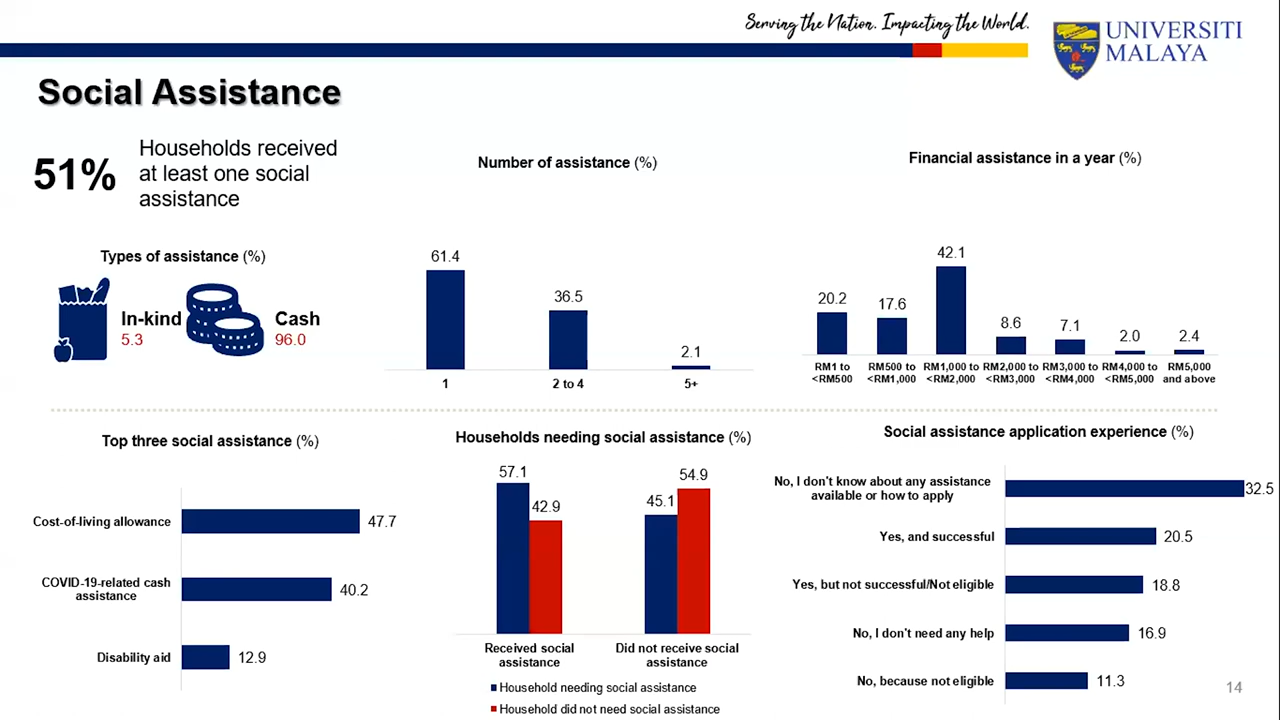 Serving the Nation. Impacting the World.
UNIVERSITI
MALAYA
Social Assistance
51%
Households received
at least one social
assistance
Types of assistance (%)
In-kind
5.3
Cash
96.0
Number of assistance (%)
61.4
36.5
2.1
1
2 to 4
5+
Financial assistance in a year (%)
20.2
17.6
42.1
8.6
7.1
2.0
2.4
RM1 to
<RM500
RM500 to
<RM1,000
RM1,000 to
<RM2,000
RM2,000 to
<RM3,000
RM3,000 to
<RM4,000
RM4,000 to
<RM5,000
RM5,000
and above
Top three social assistance (%)
Cost-of-living allowance
47.7
COVID-19-related cash
assistance
40.2
Disability aid
12.9
Households needing social assistance (%)
57.1
42.9
45.1
54.9
Received social
assistance
Did not receive social
assistance
Household needing social assistance
Household did not need social assistance
Social assistance application experience (%)
No, I don't know about any assistance
available or how to apply
32.5
Yes, and successful
20.5
Yes, but not successful/Not eligible
18.8
No, I don't need any help
16.9
No, because not eligible
11.3
14